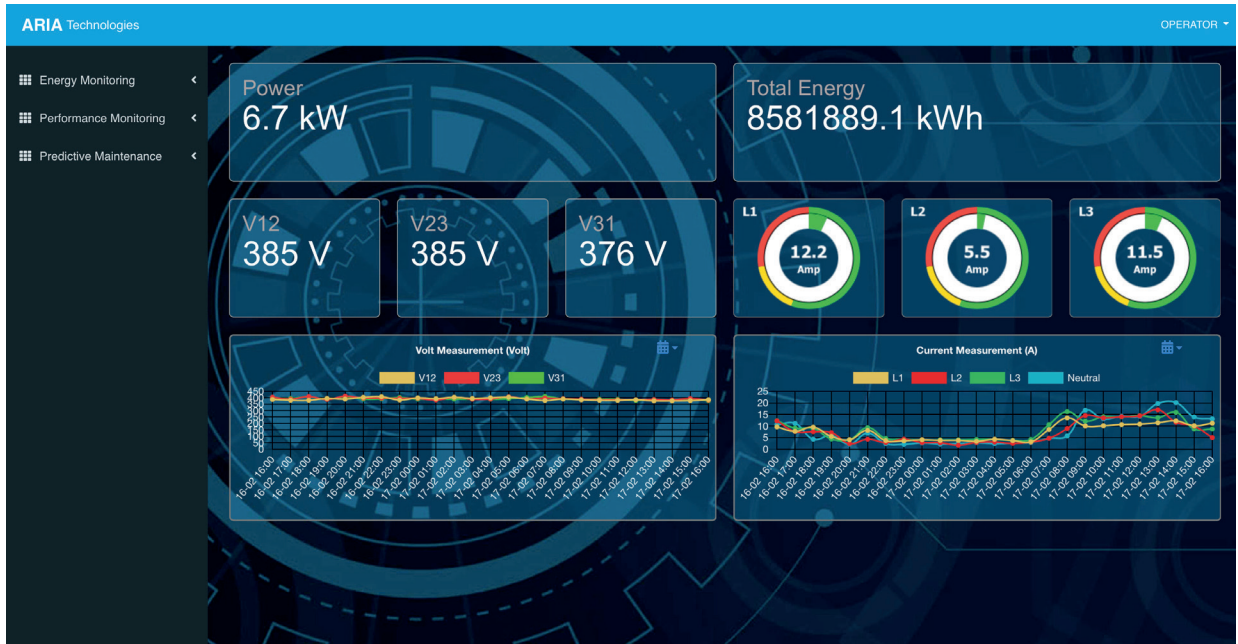 ARIA Technologies
OPERATOR
Energy Monitoring
Performance Monitoring
Predictive Maintenance
Power
6.7 kW
Total Energy
8581889.1 kWh
V12
385 V
V23
385 V
V31
376 V
L1
12.2
Amp
L2
5.5
Amp
L3
11.5
Amp
Volt Measurement (Volt)
V12 V23 V31
450
400
350
300
250
200
150
100
50
0
16-02 16:00
16-02 17:00
16-02 18:00
16-02 19:00
16-02 20:00
16-02 21:00
16-02 22:00
16-02 23:00
17-02 00:00
17-02 01:00
17-02 02:00
17-02 03:00
17-02 04:00
17-02 05:00
17-02 06:00
17-02 07:00
17-02 09:00
17-02 10:00
17-02 11:00
17-02 12:00
17-02 13:00
17-02 14:00
17-02 15:00
17-02 16:00
Current Measurement (A)
L1 L2 L3 Neutral
25
20
15
10
5
0
16-02 16:00
16-02 17:00
16-02 18:00
16-02 19:00
16-02 20:00
16-02 21:00
16-02 22:00
16-02 23:00
17-02 00:00
17-02 01:00
17-02 02:00
17-02 03:00
17-02 04:00
17-02 05:00
17-02 06:00
17-02 07:00
17-02 08:00
17-02 09:00
17-02 10:00
17-02 11:00
17-02 12:00
17-02 13:00
17-02 14:00
17-02 15:00
17-02 16:00